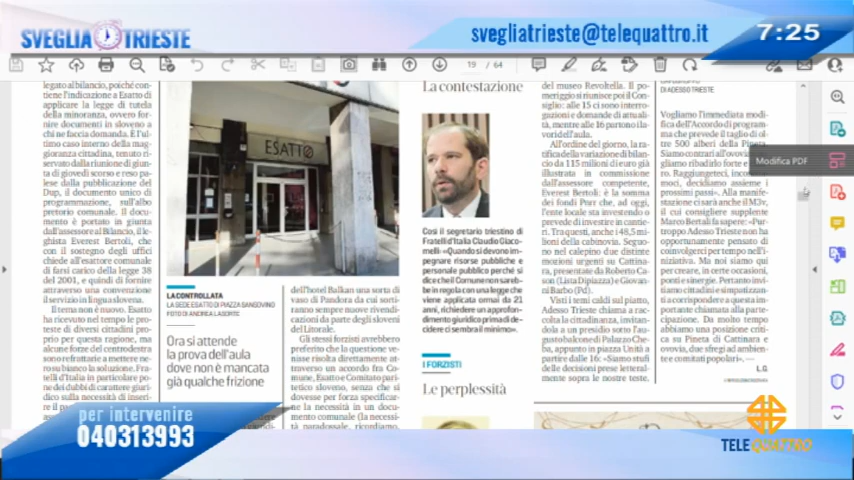 SVEGLIA TRIESTE
svegliatrieste@telequattro.it
7:25
19 / 64
legato al bilancio, poiché con-
tiene l'indicazione a Esatto di
applicare la legge di tutela
della minoranza, ovvero for-
nire documenti in sloveno a
chi ne faccia domanda. È l'ul-
timo caso interno della mag-
gioranza cittadina, tenuto ri-
servato dalla riunione di giun-
ta di giovedì scorso e reso pa-
lese dalla pubblicazione del
Dup, il documento unico di
programmazione, sull'albo
pretorio comunale. Il docu-
mento è portato in giunta
dall'assessore al Bilancio, il le-
ghista Everest Bertoli, che
con il sostegno degli uffici
chiede all'esattore comunale
di farsi carico della legge 38
del 2001, e quindi di fornire
attraverso una convenzione
il servizio in lingua slovena.
Il tema non è nuovo. Esatto
ha ricevuto nel tempo le pro-
teste di diversi cittadini pro-
prio per questa ragione, ma
alcune forze del centrodestra
sono refrattarie a mettere ne-
ro su bianco la soluzione. Fra-
telli d'Italia in particolare po-
ne dei dubbi di carattere giuri-
dico sulla necessità di inseri-
ESATTO
LA CONTROLLATA
LA SEDE ESATTO DI PIAZZA SANSOVINO
FOTO DI ANDREA LASORTE
Ora si attende
la prova dell'aula
dove non è mancata
già qualche frizione
dell'hotel Balkan una sorta di
vaso di Pandora da cui sorti-
ranno sempre nuove rivendi-
cazioni da parte degli sloveni
del Litorale.
Gli stessi forzisti avrebbero
preferito che la questione ve-
nisse risolta direttamente at-
traverso un accordo fra Co-
mune, Esatto e Comitato pari-
tetico sloveno, senza che si
dovesse per forza specificar-
te la necessità in un docu-
mento comunale (la necessi-
tà paradossale, ricordiamo,
La contestazione
Così il segretario triestino di
Fratelli d'Italia Claudio Giaco-
melli: «Quando si devono im-
pegnare risorse pubbliche e
personale pubblico perché si
dice che il Comune non sareb-
be in regola con una legge che
viene applicata ormai da 21
anni, richiedere un approfon-
dimento giuridico prima di de-
cidere ci sembra il minimo».
I FORZISTI
Le perplessità
del museo Revoltella. Il po-
meriggio si riunisce poi il Con-
siglio: alle 15 ci sono interro-
gazioni e domande di attuali-
tà, mentre alle 16 partono i la-
vori dell'aula.
All'ordine del giorno, la ra-
tifica della variazione di bilan-
cio da 115 milioni di euro già
illustrata in commissione
dall'assessore competente,
Everest Bertoli: è la somma
dei fondi Pnrr che, ad oggi,
l'ente locale sta investendo o
prevede di investire in cantie-
ri. Tra questi, anche i 48,5 mi-
lioni della cabinovia. Seguo-
no nel calepino due distinte
mozioni urgenti su Cattina-
ra, presentate da Roberto Ca-
son (Lista Dipiazza) e Giovan-
ni Barbo (Pd).
Visti i temi caldi sul piatto,
Adesso Trieste chiama a rac-
colta la cittadinanza, invitan-
dola a un presidio sotto l'au-
gusto balcone di Palazzo Che-
ba, appunto in piazza Unità a
partire dalle 16: «Siamo stufi
delle decisioni prese letteral-
mente sopra le nostre teste.
DI ADESSO TRIESTE
Vogliamo l'immediata modi-
fica dell'Accordo di program-
ma che prevede il taglio di ol-
tre 500 alberi della Pineta.
Siamo contrari all'ovovia, vo-
gliamo ribadirlo forte e
ro. Raggiungeteci, incon
moci, decidiamo assieme i
prossimi passi». Alla manife-
stazione ci sarà anche il M3v,
il cui consigliere supplente
Marco Bertali fa sapere: «Pur-
troppo Adesso Trieste non ha
opportunamente pensato di
coinvolgerci per tempo nell'i-
niziativa. Ma noi siamo qui
per creare, in certe occasioni,
ponti e sinergie. Pertanto invi-
tiamo cittadini e simpatizzan-
ti a corrispondere a questa im-
portante chiamata alla parte-
cipazione. Da molto tempo
abbiamo una posizione criti-
ca su Pineta di Cattinara e
ovovia, due sfregi ad ambien-
te comitati popolari». —
L.G.
Modifica PDF
per intervenire
040313993
TELEQUATTRO